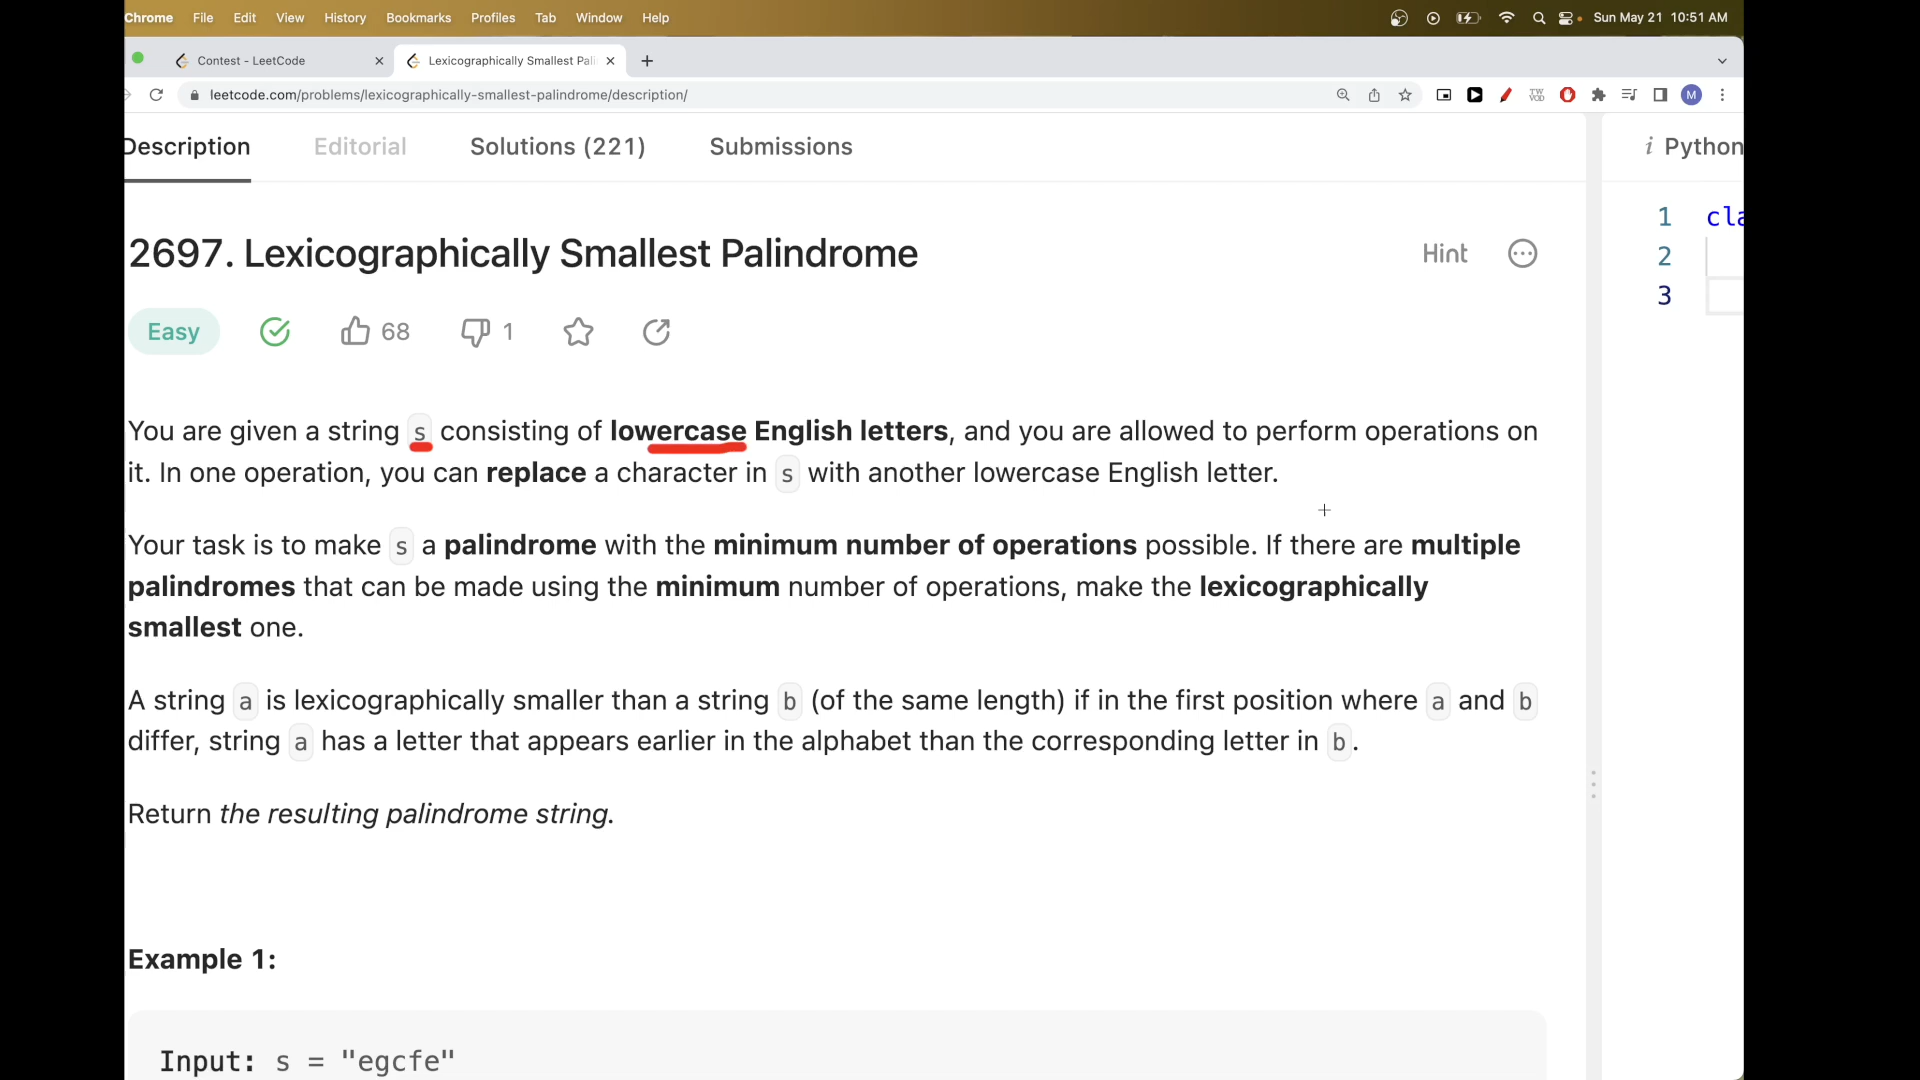 Chrome File Edit View History Bookmarks Profiles Tab Window Help Sun May 21 10:51 AM
Contest - LeetCode Lexicographically Smallest Pali
leetcode.com/problems/lexicographically-smallest-palindrome/description/ TW VOD M
Description Editorial Solutions (221) Submissions i Python
2697. Lexicographically Smallest Palindrome Hint
1 cla
2
3
Easy 68 1
You are given a string s consisting of lowercase English letters, and you are allowed to perform operations on
it. In one operation, you can replace a character in s with another lowercase English letter.
Your task is to make s a palindrome with the minimum number of operations possible. If there are multiple
palindromes that can be made using the minimum number of operations, make the lexicographically
smallest one.
A string a is lexicographically smaller than a string b (of the same length) if in the first position where a and b
differ, string a has a letter that appears earlier in the alphabet than the corresponding letter in b.
Return the resulting palindrome string.
Example 1:
Input: s = "egcfe"